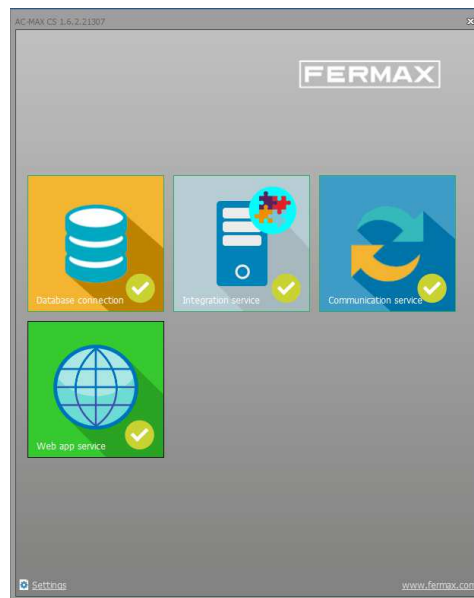 AC-MAX CS 1.6.2.21307
FERMAX
Database connection
Integration service
Communication service
Web app service
Settings
www.fermax.com